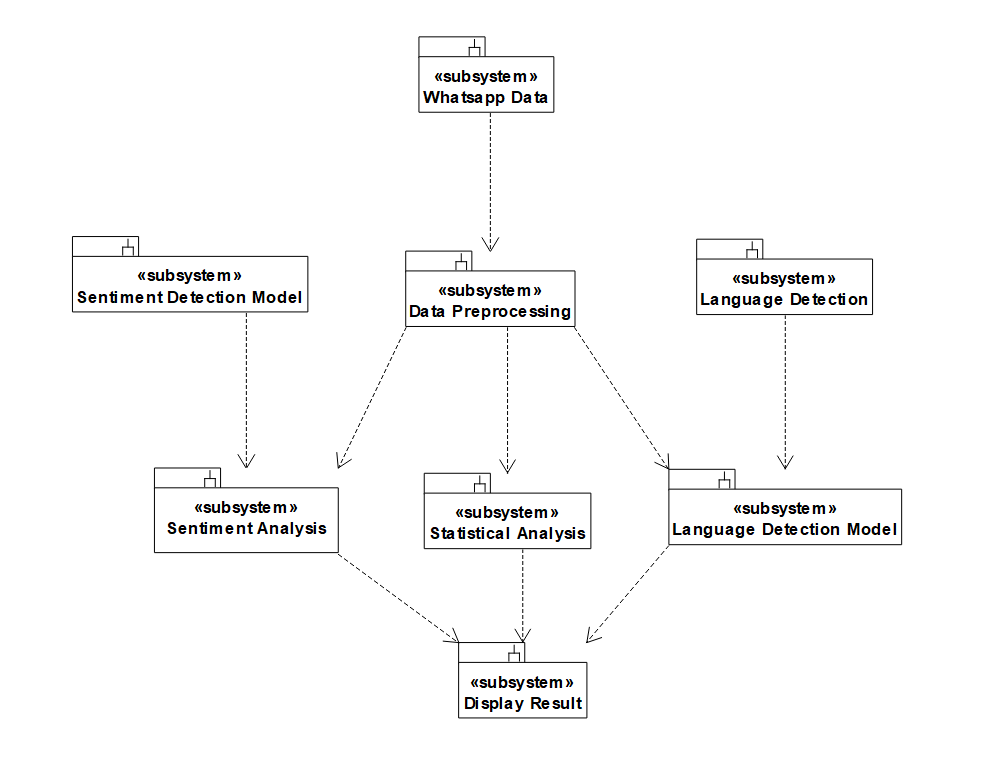 «subsystem»
Whatsapp Data
«subsystem»
Sentiment Detection Model
«subsystem»
Data Preprocessing
«subsystem»
Language Detection
«subsystem»
Sentiment Analysis
«subsystem»
Statistical Analysis
«subsystem»
Language Detection Model
«subsystem»
Display Result